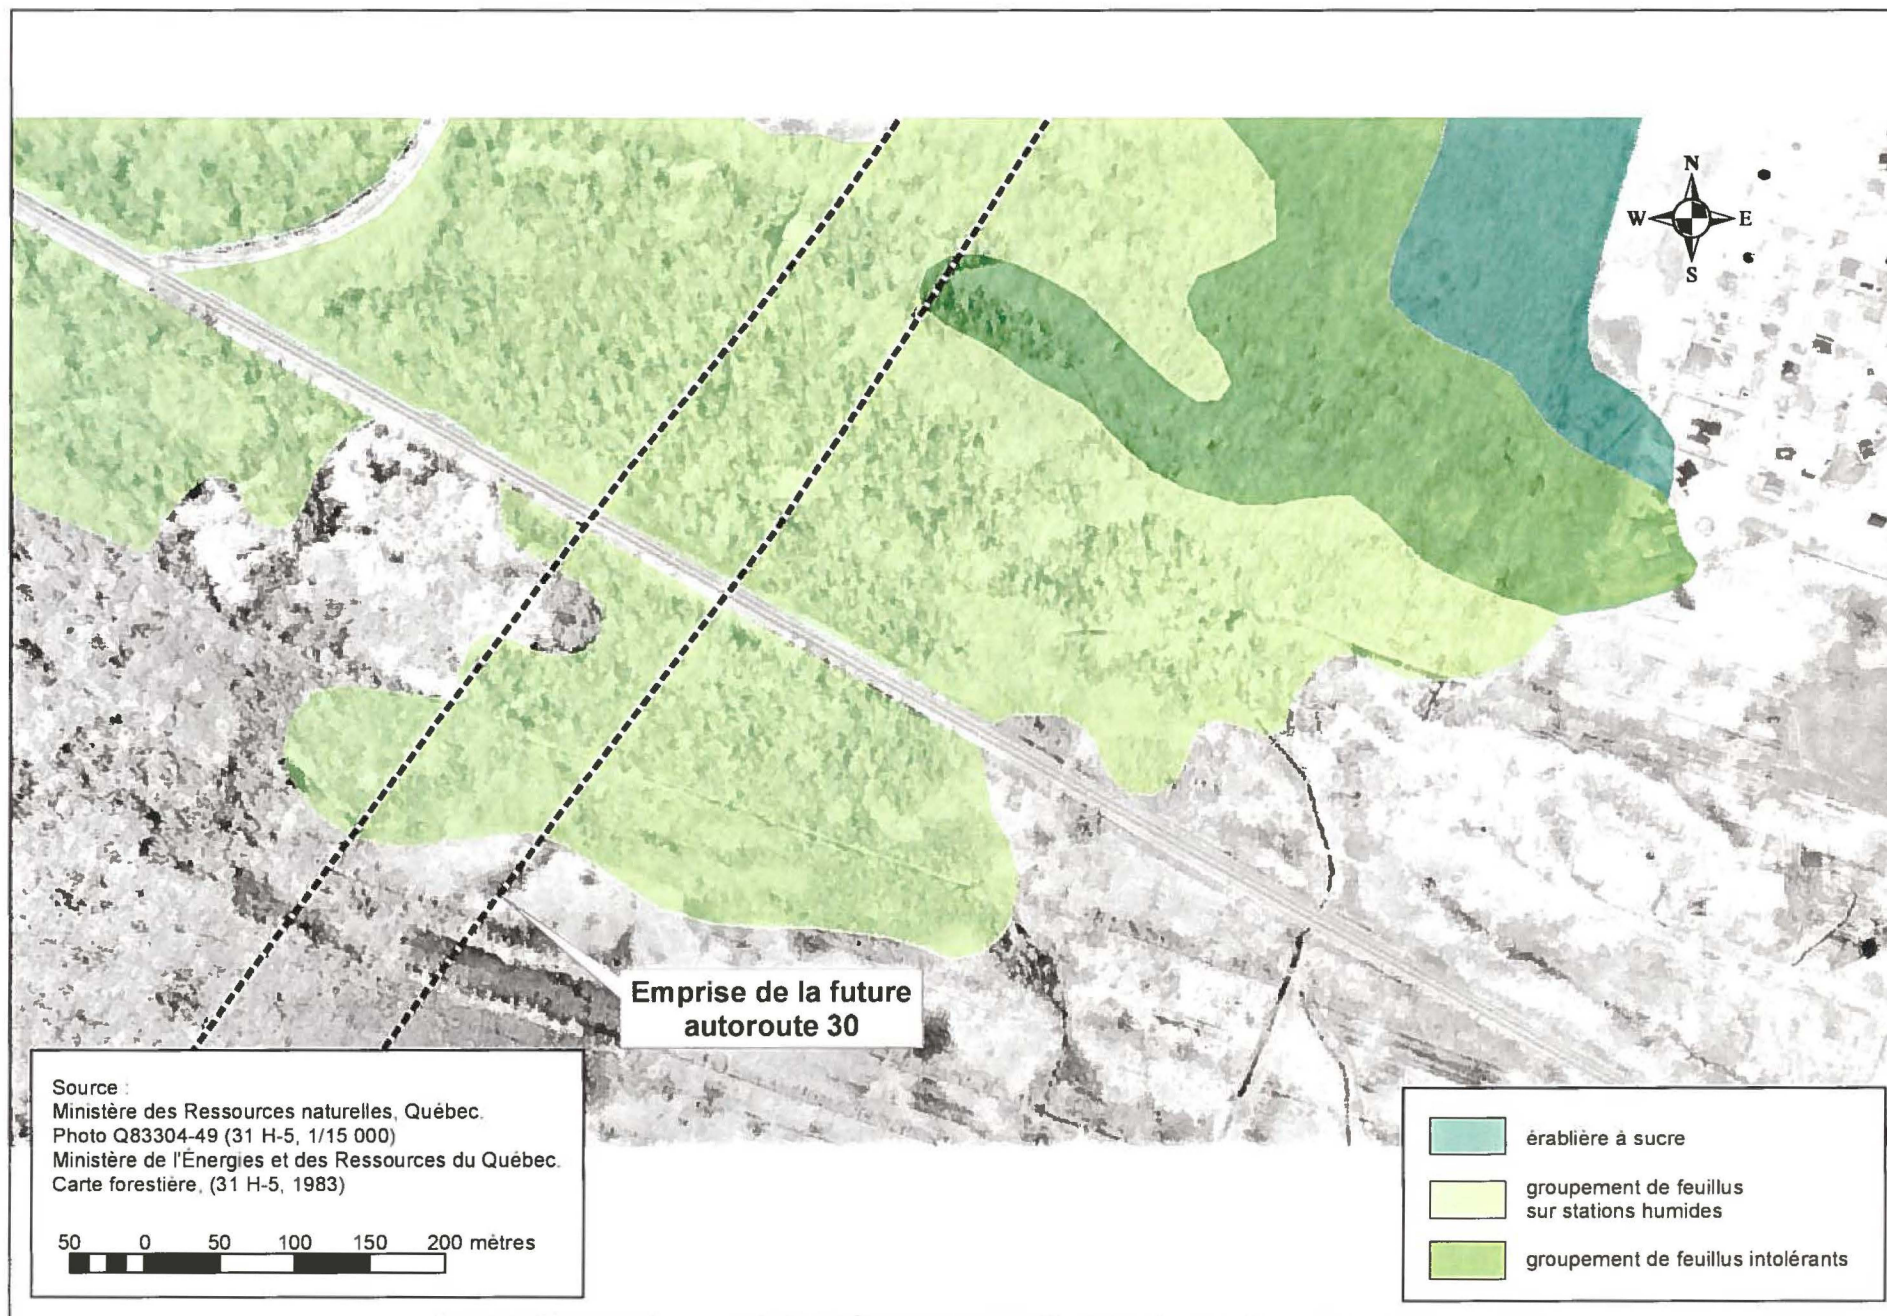 N
W E
S
Emprise de la future
autoroute 30
Source :
Ministère des Ressources naturelles, Québec.
Photo Q83304-49 (31 H-5, 1/15 000)
Ministère de l'Énergies et des Ressources du Québec.
Carte forestière, (31 H-5, 1983)
50 0 50 100 150 200 mètres
érablière à sucre
groupement de feuillus
sur stations humides
groupement de feuillus intolérants